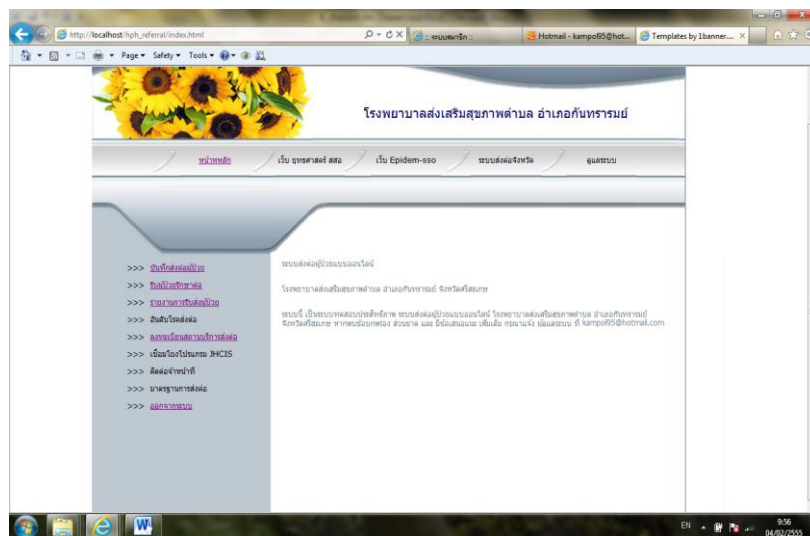 http://localhost/hph_referral/index.html
:: ระบบสมาชิก ::
Hotmail - kampol95@hot...
Templates by 1banner....
Page
Safety
Tools
โรงพยาบาลส่งเสริมสุขภาพตำบล อำเภอกันทรารมย์
หน้าหลัก
เว็บ ยุทธศาสตร์ สสอ
เว็บ Epidem-sso
ระบบส่งต่อจังหวัด
ดูแลระบบ
>>> บันทึกส่งต่อผู้ป่วย
>>> รับผู้ป่วยรักษาต่อ
>>> รายงานการรับส่งผู้ป่วย
>>> อันดับโรคส่งต่อ
>>> ลงทะเบียนสถานบริการส่งต่อ
>>> เชื่อมโยงโปรแกรม JHCIS
>>> ติดต่อจำหน้าที่
>>> มาตรฐานการส่งต่อ
>>> ออกจากระบบ
ระบบส่งต่อผู้ป่วยแบบออนไลน์
โรงพยาบาลส่งเสริมสุขภาพตำบล อำเภอกันทรารมย์ จังหวัดศรีสะเกษ
ระบบนี้ เป็นระบบทดสอบประสิทธิภาพ ระบบส่งต่อผู้ป่วยแบบออนไลน์ โรงพยาบาลส่งเสริมสุขภาพตำบล อำเภอกันทรารมย์
จังหวัดศรีสะเกษ หากพบข้อบกพร่อง ส่วนขาด และ มีข้อเสนอแนะ เพิ่มเติม กรุณาแจ้ง ผู้ดูแลระบบ ที่ kampol95@hotmail.com
EN
9:56
04/02/2555